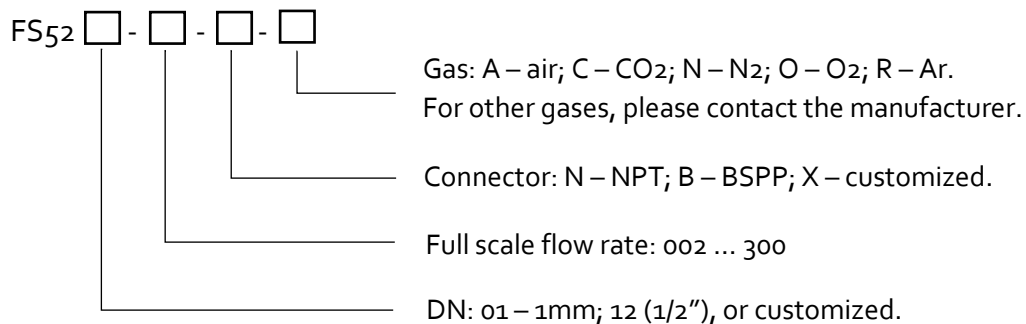 FS52 - - -
Gas: A – air; C – CO2; N – N2; O – O2; R – Ar.
For other gases, please contact the manufacturer.
Connector: N – NPT; B – BSPP; X – customized.
Full scale flow rate: 002 ... 300
DN: 01 – 1mm; 12 (1/2”), or customized.